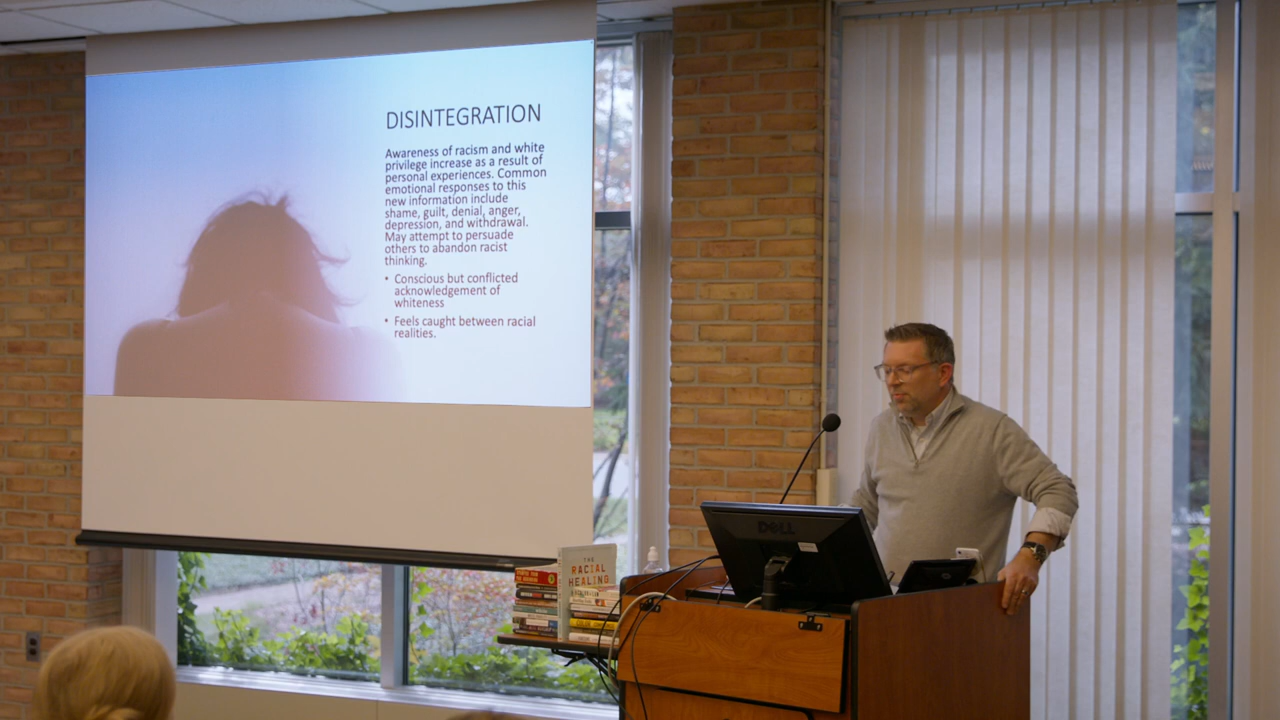 DISINTEGRATION
Awareness of racism and white
privilege increase as a result of
personal experiences. Common
emotional responses to this
new information include
shame, guilt, denial, anger,
depression, and withdrawal.
May attempt to persuade
others to abandon racist
thinking.
• Conscious but conflicted
acknowledgement of
whiteness
• Feels caught between racial
realities.
THE
RACIAL
HEALING
DELL